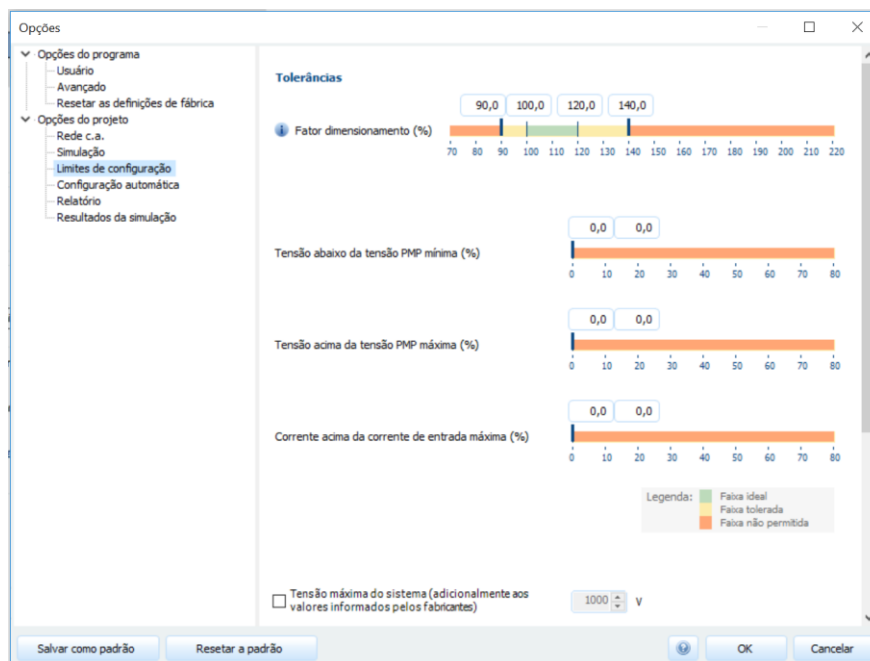 Opções
Opções do programa
Usuário
Avançado
Resetar as definições de fábrica
Opções do projeto
Rede c.a.
Simulação
Limites de configuração
Configuração automática
Relatório
Resultados da simulação
Tolerâncias
90,0 100,0 120,0 140,0
Fator dimensionamento (%)
70 80 90 100 110 120 130 140 150 160 170 180 190 200 210 220
0,0 0,0
Tensão abaixo da tensão PMP mínima (%)
0 10 20 30 40 50 60 70 80
0,0 0,0
Tensão acima da tensão PMP máxima (%)
0 10 20 30 40 50 60 70 80
0,0 0,0
Corrente acima da corrente de entrada máxima (%)
0 10 20 30 40 50 60 70 80
Legenda: Faixa ideal
Faixa tolerada
Faixa não permitida
Tensão máxima do sistema (adicionalmente aos
valores informados pelos fabricantes)
1000 V
Salvar como padrão Resetar a padrão OK Cancelar